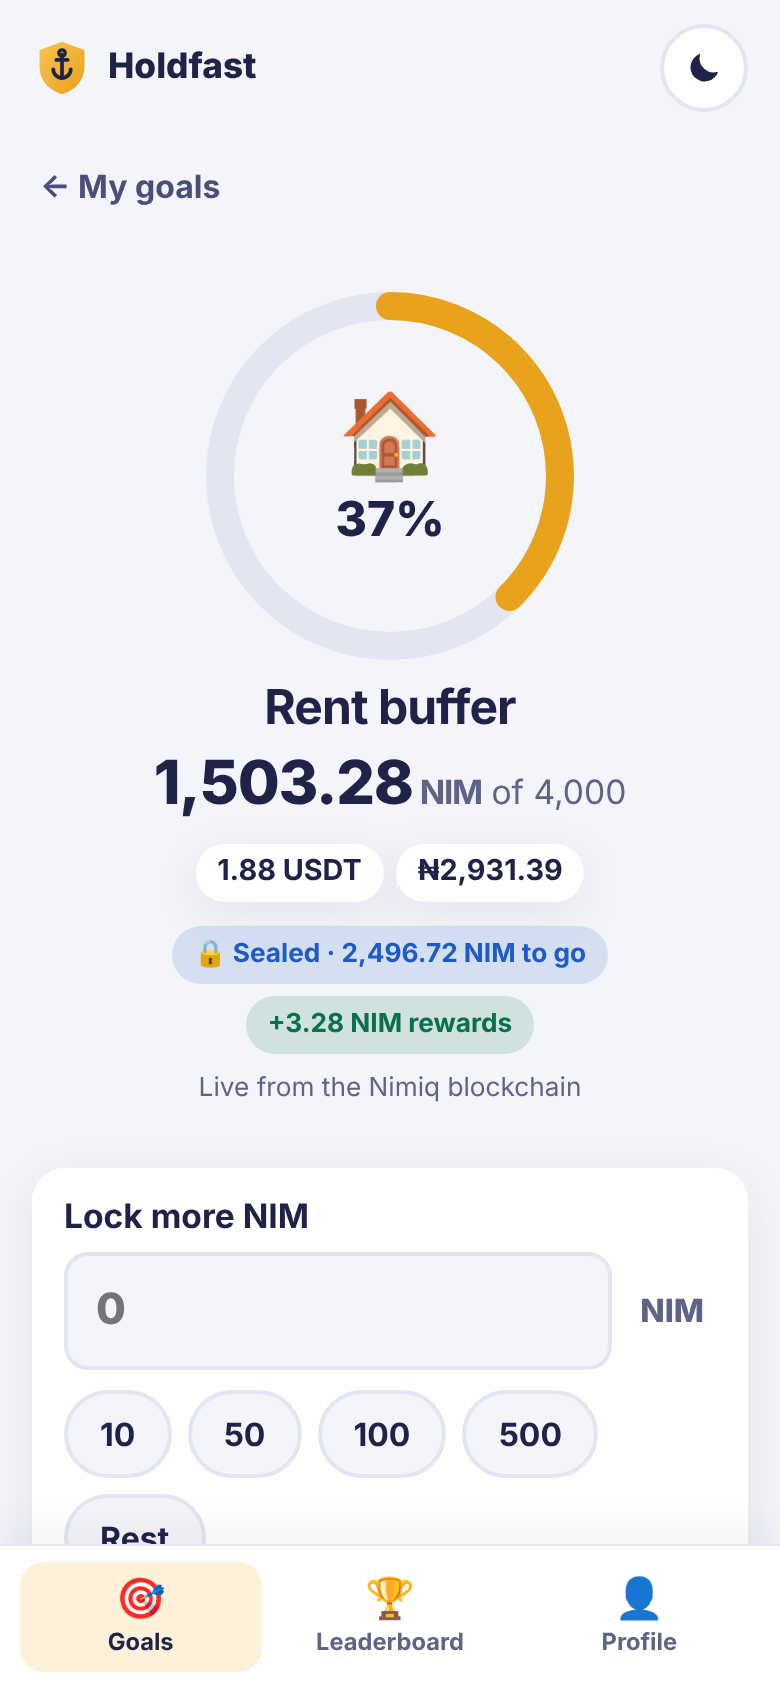 Holdfast
← My goals
37%
Rent buffer
1,503.28 NIM of 4,000
1.88 USDT ₦2,931.39
🔒 Sealed · 2,496.72 NIM to go
+3.28 NIM rewards
Live from the Nimiq blockchain
Lock more NIM
0 NIM
10 50 100 500
Rest
Goals Leaderboard Profile